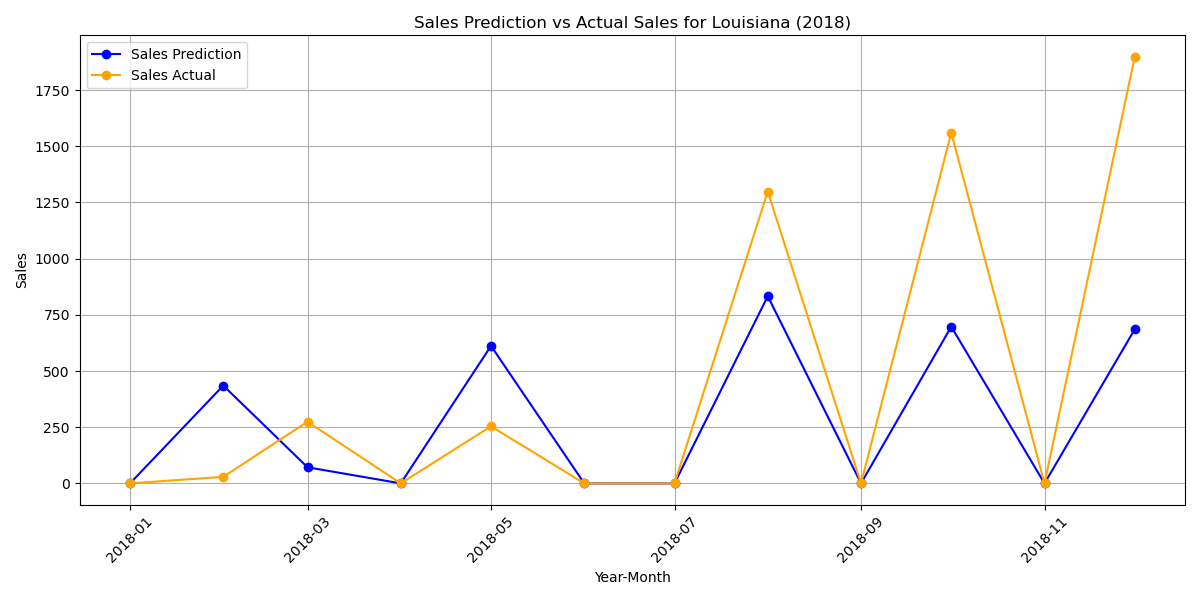 Sales Prediction vs Actual Sales for Louisiana (2018)
Sales Prediction
Sales Actual
1750
1500
1250
1000
750
500
250
0
Sales
2018-01
2018-03
2018-05
2018-07
2018-09
2018-11
Year-Month